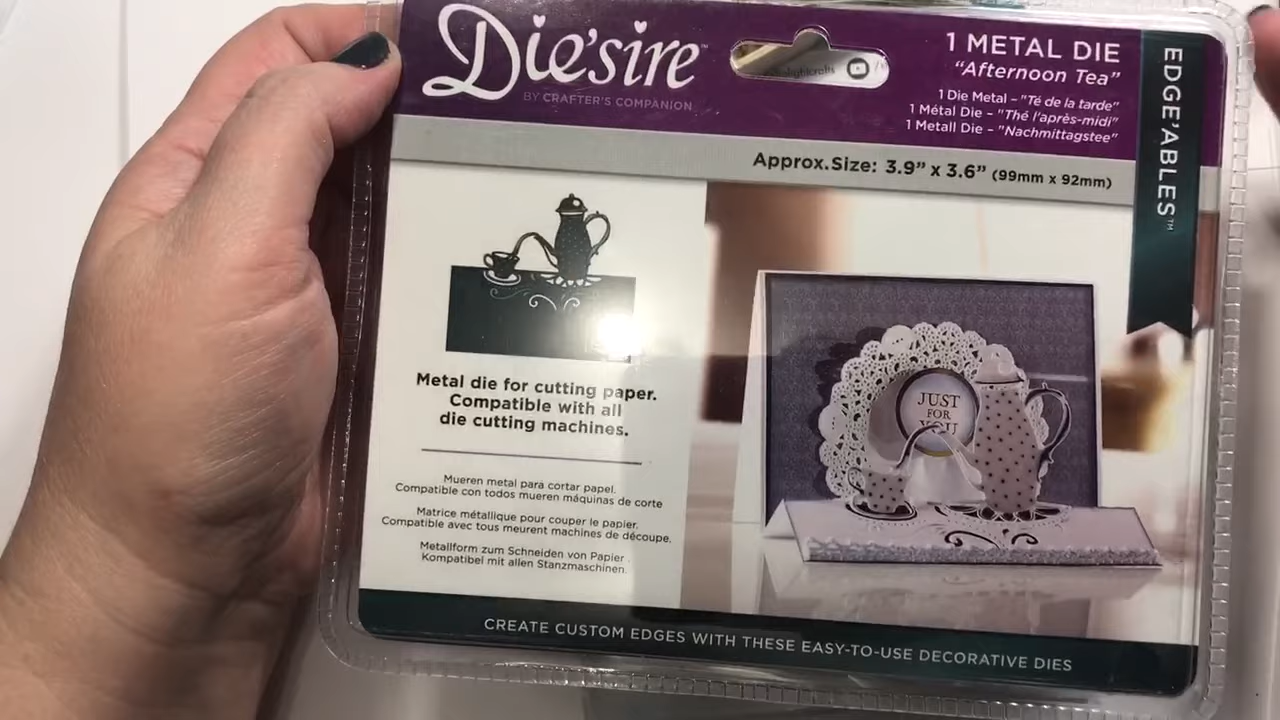 Die'sire™
BY CRAFTER'S COMPANION
1 METAL DIE
"Afternoon Tea"
1 Die Metal – "Té de la tarde"
1 Métal Die – "Thé l'après-midi"
1 Metall Die – "Nachmittagstee"
EDGE'ABLES™
Approx.Size: 3.9" x 3.6" (99mm x 92mm)
Metal die for cutting paper.
Compatible with all
die cutting machines.
Mueren metal para cortar papel.
Compatible con todos mueren máquinas de corte
Matrice métallique pour couper le papier.
Compatible avec tous meurent machines de découpe.
Metallform zum Schneiden von Papier .
Kompatibel mit allen Stanzmaschinen.
JUST
FOR
YOU
CREATE CUSTOM EDGES WITH THESE EASY-TO-USE DECORATIVE DIES